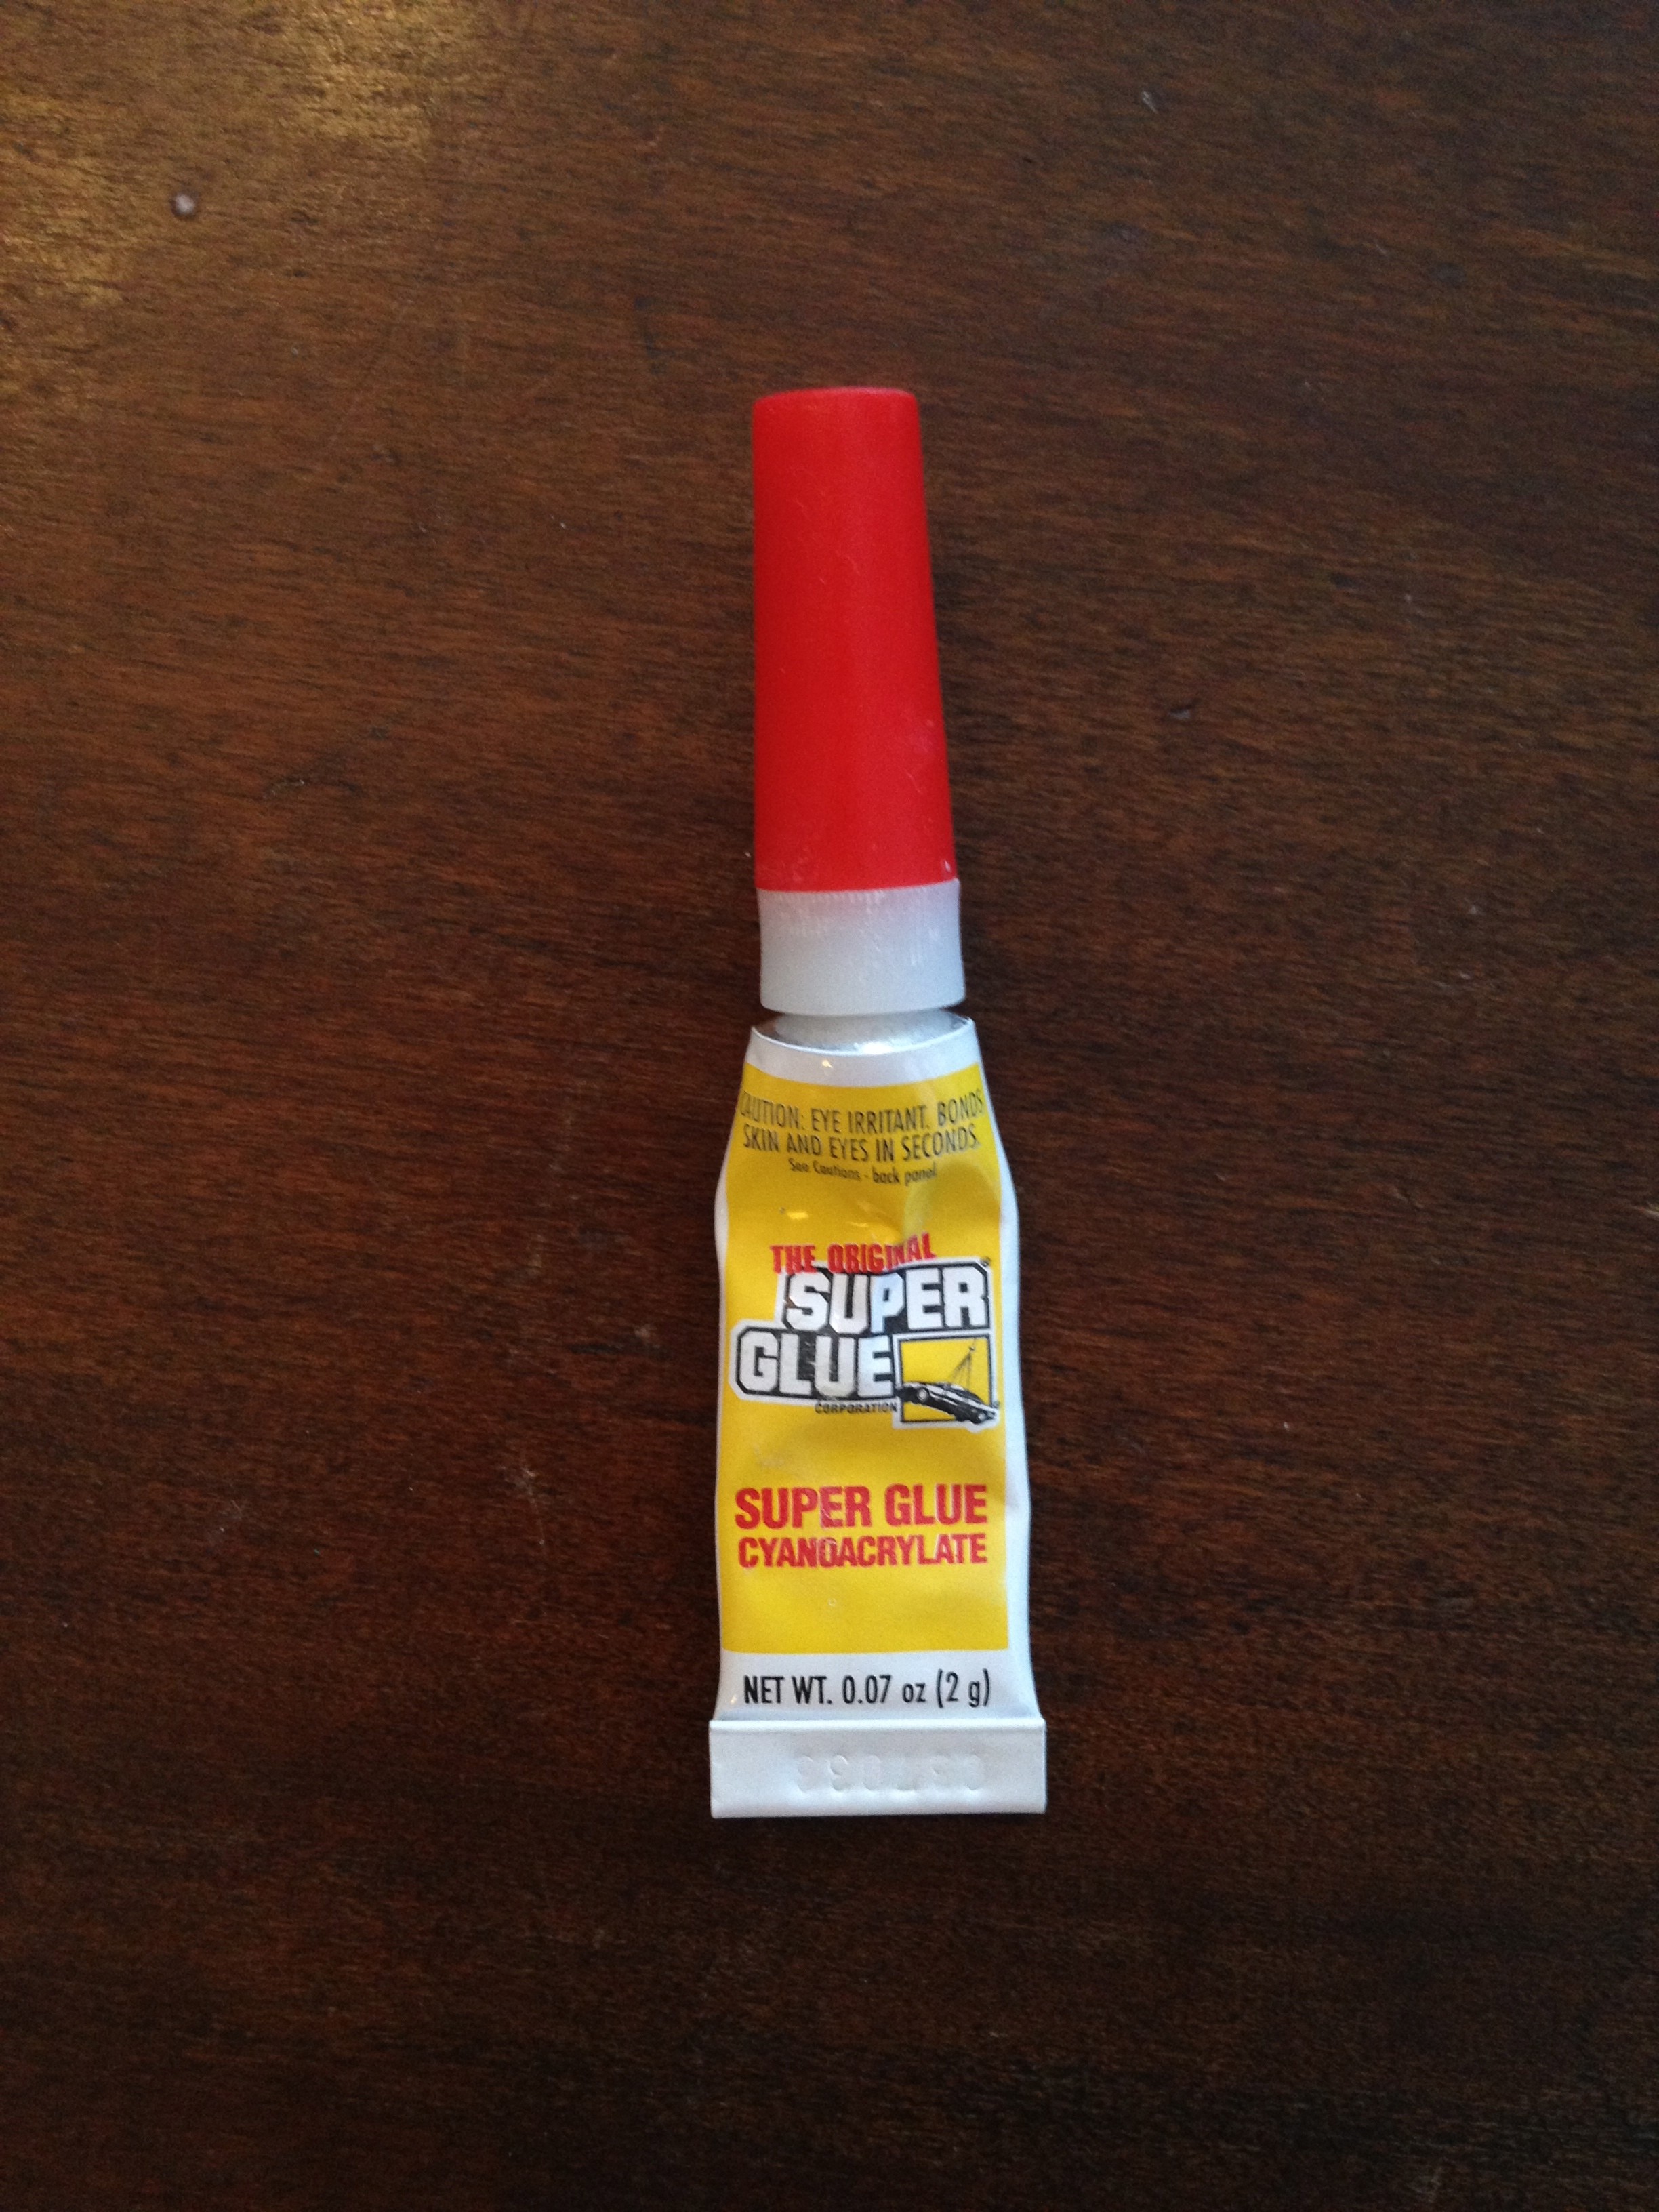 CAUTION: EYE IRRITANT. BONDS
SKIN AND EYES IN SECONDS.
See Cautions - back panel
THE ORIGINAL
SUPER
GLUE
CORPORATION
SUPER GLUE
CYANOACRYLATE
NET WT. 0.07 oz (2 g)